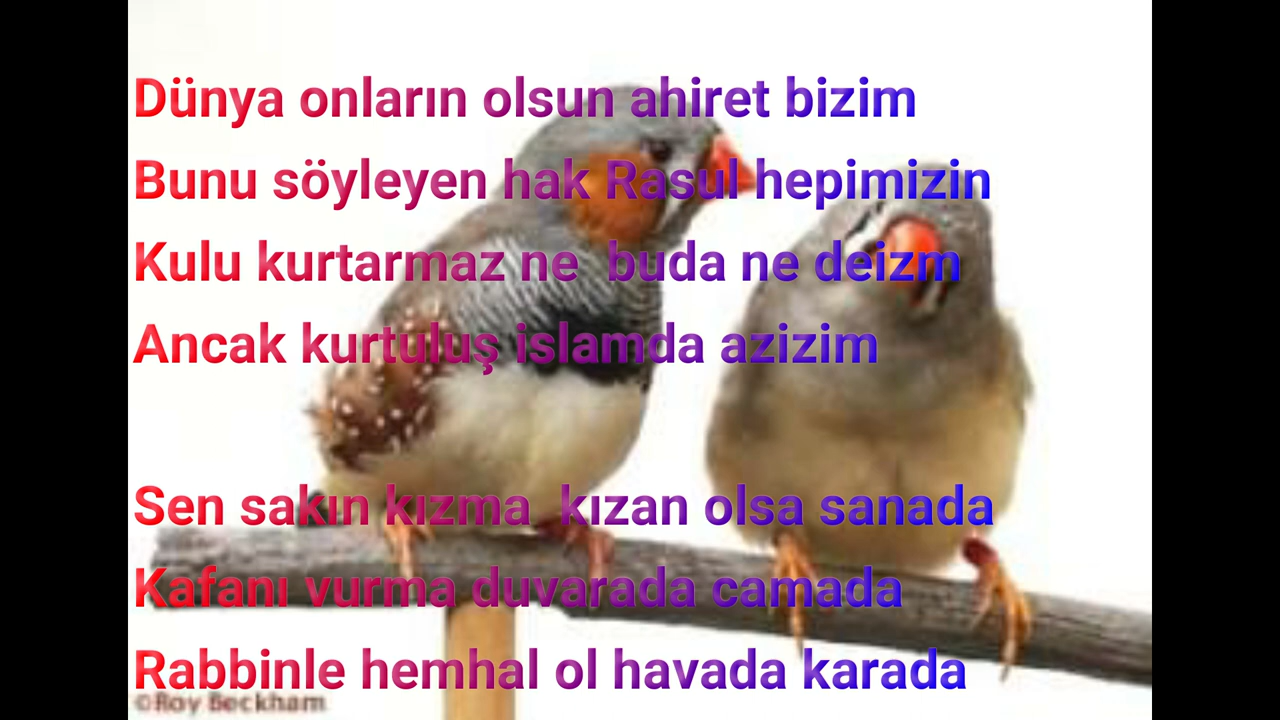 Dünya onların olsun ahiret bizim
Bunu söyleyen hak Rasul hepimizin
Kulu kurtarmaz ne buda ne deizm
Ancak kurtuluş islamda azizim
Sen sakın kızma kızan olsa sanada
Kafanı vurma duvarada camada
Rabbinle hemhal ol havada karada
©Roy Beckham